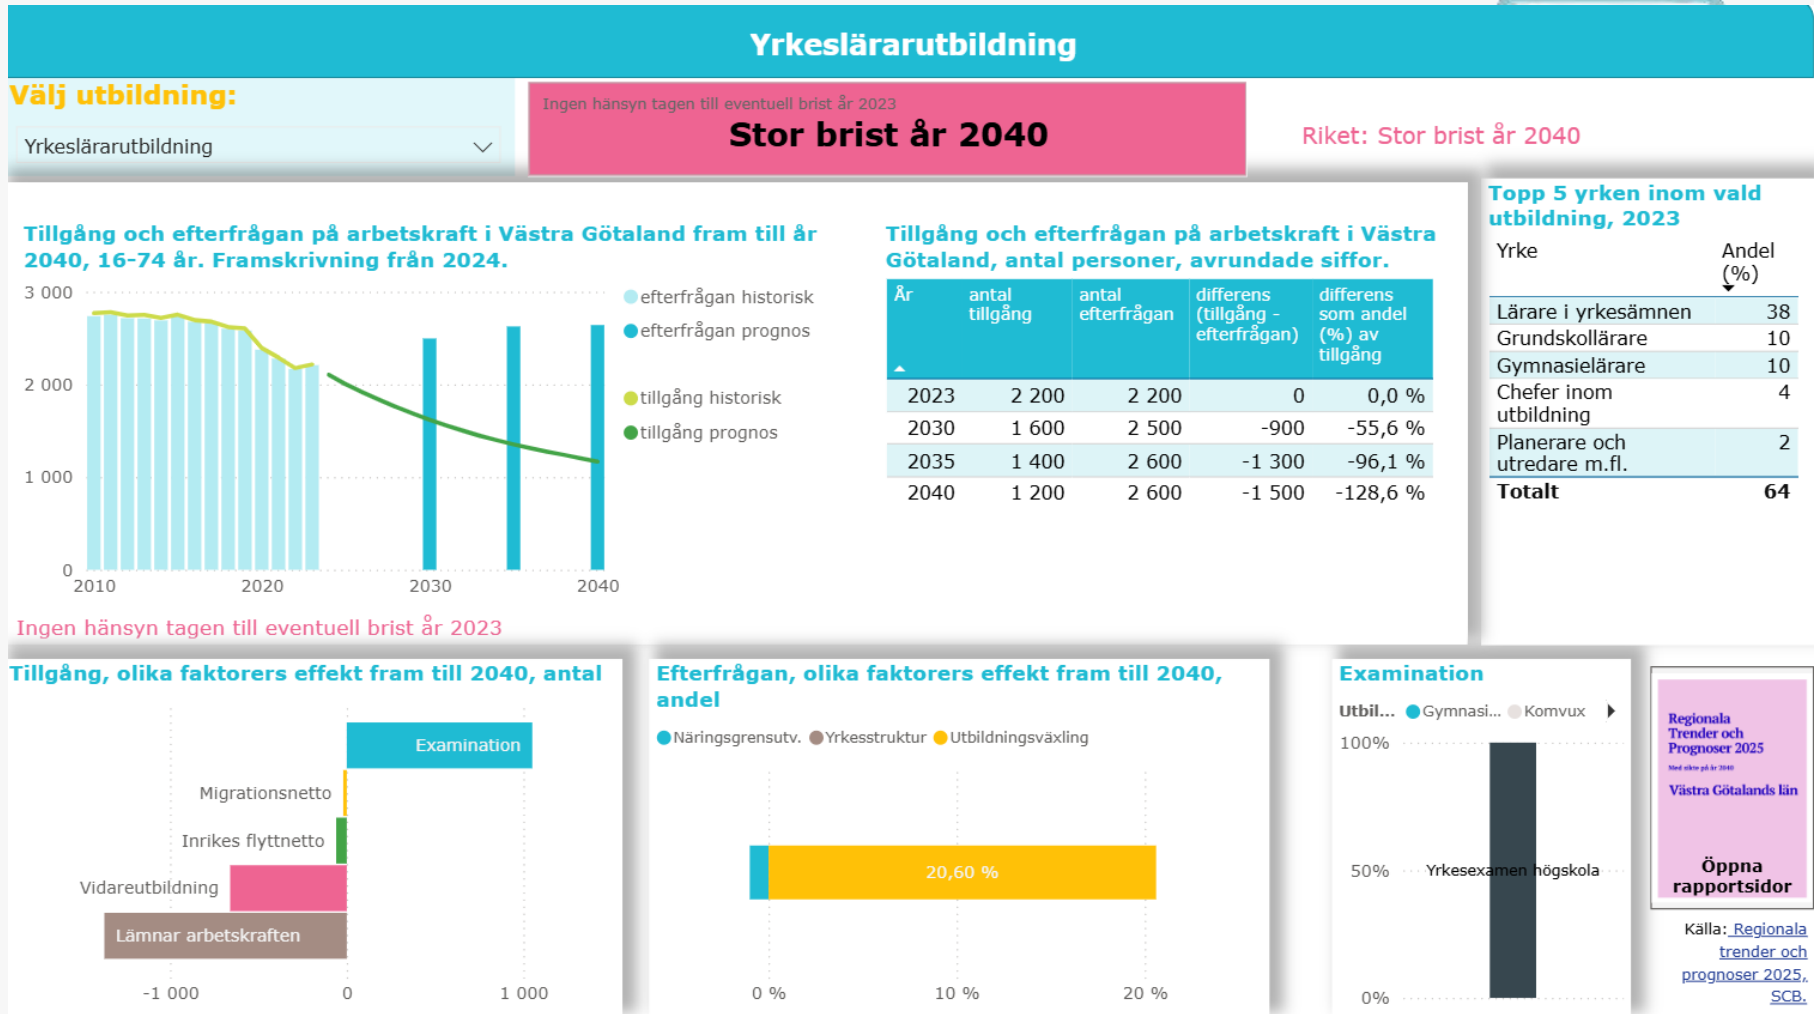 Yrkeslärarutbildning
Välj utbildning:
Yrkeslärarutbildning
Ingen hänsyn tagen till eventuell brist år 2023
Stor brist år 2040
Riket: Stor brist år 2040
Tillgång och efterfrågan på arbetskraft i Västra Götaland fram till år
2040, 16-74 år. Framskrivning från 2024.
3 000
2 000
1 000
0
2010
2020
2030
2040
efterfrågan historisk
efterfrågan prognos
tillgång historisk
tillgång prognos
Ingen hänsyn tagen till eventuell brist år 2023
Tillgång och efterfrågan på arbetskraft i Västra
Götaland, antal personer, avrundade siffor.
År antal tillgång antal efterfrågan differens (tillgång - efterfrågan) differens som andel (%) av tillgång
2023 2 200 2 200 0 0,0 %
2030 1 600 2 500 -900 -55,6 %
2035 1 400 2 600 -1 300 -96,1 %
2040 1 200 2 600 -1 500 -128,6 %
Topp 5 yrken inom vald
utbildning, 2023
Yrke Andel (%)
Lärare i yrkesämnen 38
Grundskollärare 10
Gymnasielärare 10
Chefer inom utbildning 4
Planerare och utredare m.fl. 2
Totalt 64
Tillgång, olika faktorers effekt fram till 2040, antal
Examination
Migrationsnetto
Inrikes flyttnetto
Vidareutbildning
Lämnar arbetskraften
-1 000
0
1 000
Efterfrågan, olika faktorers effekt fram till 2040,
andel
Näringsgrensutv. Yrkesstruktur Utbildningsväxling
20,60 %
0 %
10 %
20 %
Examination
Utbil... Gymnasi... Komvux
100%
50%
0%
Yrkesexamen högskola
Regionala
Trender och
Prognoser 2025
Med sikte på år 2040
Västra Götalands län
Öppna
rapportsidor
Källa: Regionala
trender och
prognoser 2025,
SCB.